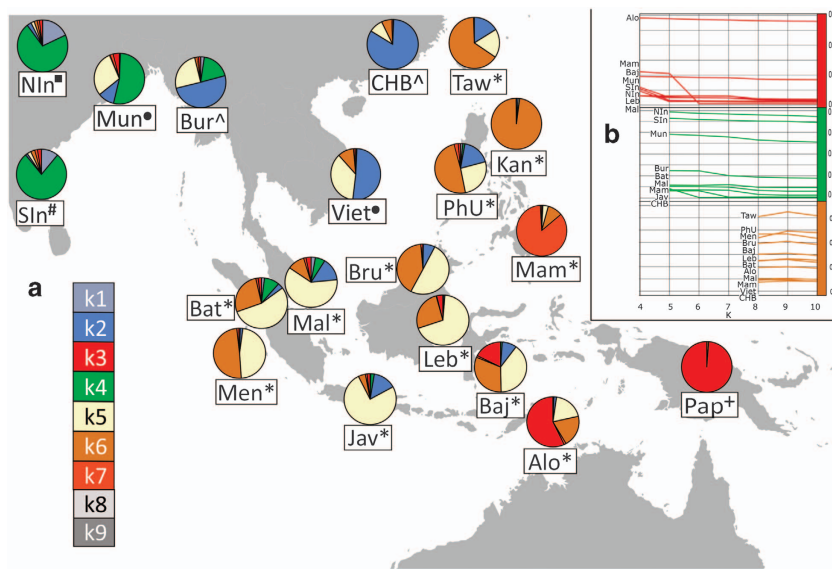 NIn■
Mun●
Bur^
CHB^
Taw*
Kan*
SIn#
Viet●
PhU*
Mam*
a
Bat*
Mal*
Bru*
Men*
Leb*
Jav*
Baj*
Pap+
Alo*
k1
k2
k3
k4
k5
k6
k7
k8
k9
b
Alo
Mam
Baj
Mun
SIn
NIn
Leb
Mal
NIn
SIn
Mun
Bur
Bat
Mal
Mam
Jav
CHB
Taw
PhU
Men
Bru
Baj
Leb
Bat
Alo
Mal
Mam
Viet
CHB
4 5 6 7 8 9 10
K